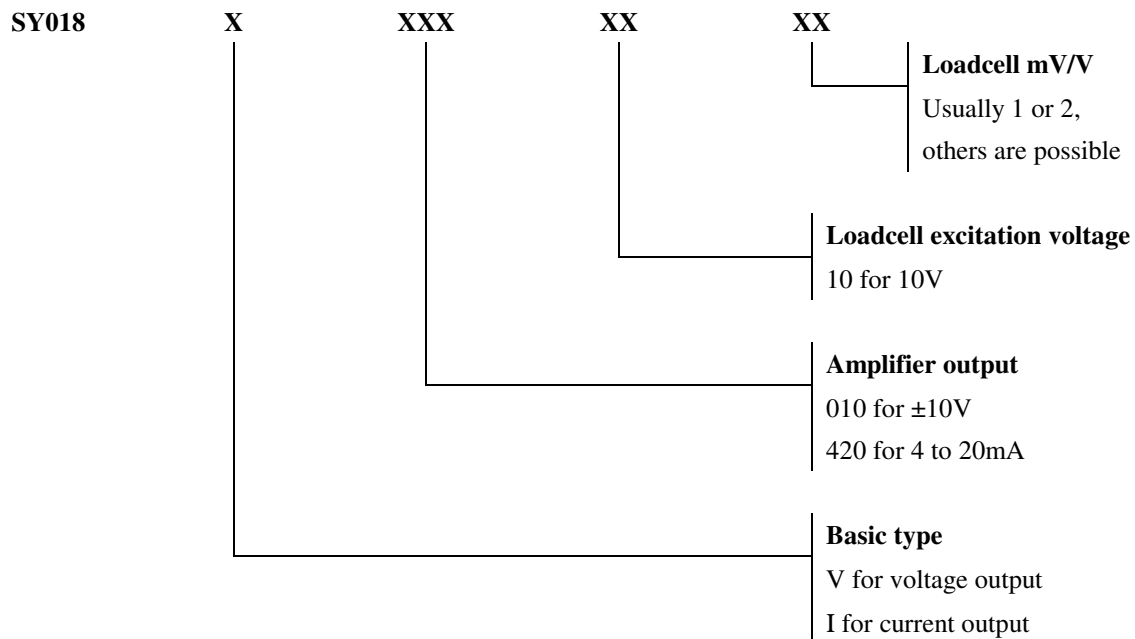 SY018 X XXX XX XX
Loadcell mV/V
Usually 1 or 2,
others are possible
Loadcell excitation voltage
10 for 10V
Amplifier output
010 for ±10V
420 for 4 to 20mA
Basic type
V for voltage output
I for current output